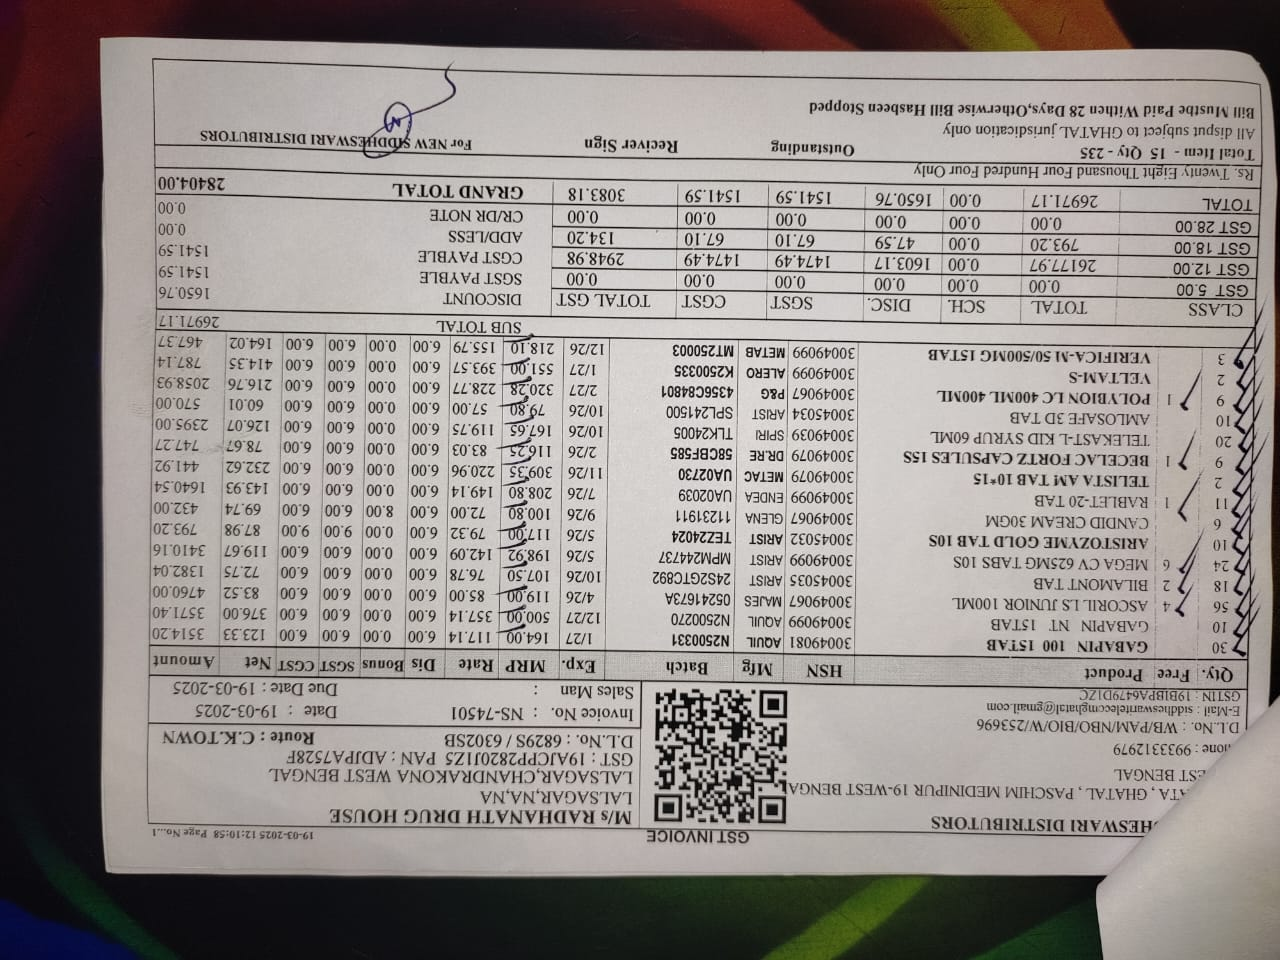 19-03-2025 12:10:58 Page No...1
GST INVOICE
HESWARI DISTRIBUTORS
ATA , GHATAL , PASCHIM MEDINIPUR 19-WEST BENGAL
EST BENGAL
hone : 9933312979
D.L.No. : WB/PAM/NBO/BIO/W/253696
E-Mail : siddheswaritelecmghatal@gmail.com
GSTIN : 19BIBPA6479D1ZC
M/s RADHANATH DRUG HOUSE
LALSAGAR,NA,NA
LALSAGAR,CHANDRAKONA WEST BENGAL
GST : 19AJCPP2820J1Z5 PAN : ADJPA7528F
D.L.No. : 6829S / 6302SB Route : C.K.TOWN
Invoice No. : NS-74501 Date : 19-03-2025
Sales Man : Due Date : 19-03-2025
Qty. Free Product HSN Mfg Batch Exp. MRP Rate Dis Bonus SGST CGST Net Amount
30 GABAPIN 100 15TAB 30049081 AQUIL N2500331 1/27 164.00 117.14 6.00 0.00 6.00 6.00 123.33 3514.20
10 GABAPIN NT 15TAB 30049099 AQUIL N2500270 12/27 500.00 357.14 6.00 0.00 6.00 6.00 376.00 3571.40
56 4 ASCORIL LS JUNIOR 100ML 30049067 MAJES 05241673A 4/26 119.00 85.00 6.00 0.00 6.00 6.00 83.52 4760.00
18 2 BILAMONT TAB 30045035 ARIST 24S2GTC892 10/26 107.50 76.78 6.00 0.00 6.00 6.00 72.75 1382.04
24 6 MEGA CV 625MG TABS 10S 30049099 ARIST MPM244737 5/26 198.92 142.09 6.00 0.00 6.00 6.00 119.67 3410.16
10 ARISTOZYME GOLD TAB 10S 30045032 ARIST TEZ24024 5/26 117.00 79.32 6.00 0.00 9.00 9.00 87.98 793.20
6 CANDID CREAM 30GM 30049067 GLENA 11231911 9/26 100.80 72.00 6.00 8.00 6.00 6.00 69.74 432.00
11 1 RABLET-20 TAB 30049099 ENDEA UA02U039 7/26 208.80 149.14 6.00 0.00 6.00 6.00 143.93 1640.54
2 TELISTA AM TAB 10*15 30049079 METAC UA02730 11/26 309.35 220.96 6.00 0.00 6.00 6.00 232.62 441.92
9 1 BECELAC FORTZ CAPSULES 15S 30049079 DR.RE 58CBF585 2/26 116.25 83.03 6.00 0.00 6.00 6.00 78.67 747.27
20 TELEKAST-L KID SYRUP 60ML 30049039 SPIRI TLK24005 10/26 167.65 119.75 6.00 0.00 6.00 6.00 126.07 2395.00
10 AMLOSAFE 3D TAB 30045034 ARIST SPL241500 10/26 79.80 57.00 6.00 0.00 6.00 6.00 60.01 570.00
9 1 POLYBION LC 400ML 400ML 30049067 P&G 4356C84801 2/27 320.28 228.77 6.00 0.00 6.00 6.00 216.76 2058.93
2 VELTAM-S 30049099 ALERO K2500335 1/27 551.00 393.57 6.00 0.00 6.00 6.00 414.35 787.14
3 VERIFICA-M 50/500MG 15TAB 30049099 METAB MT250003 12/26 218.10 155.79 6.00 0.00 6.00 6.00 164.02 467.37
SUB TOTAL 26971.17
CLASS TOTAL SCH. DISC. SGST CGST TOTAL GST DISCOUNT 1650.76
GST 5.00 0.00 0.00 0.00 0.00 0.00 0.00 SGST PAYBLE 1541.59
GST 12.00 26177.97 0.00 1603.17 1474.49 1474.49 2948.98 CGST PAYBLE 1541.59
GST 18.00 793.20 0.00 47.59 67.10 67.10 134.20 ADD/LESS 0.00
GST 28.00 0.00 0.00 0.00 0.00 0.00 0.00 CR/DR NOTE 0.00
TOTAL 26971.17 0.00 1650.76 1541.59 1541.59 3083.18 GRAND TOTAL 28404.00
Rs. Twenty Eight Thousand Four Hundred Four Only
Total Item - 15 Qty - 235 Outstanding Reciver Sign For NEW SIDDHESWARI DISTRIBUTORS
All disput subject to GHATAL jurisdication only
Bill Mustbe Paid Withen 28 Days,Otherwise Bill Hasbeen Stopped